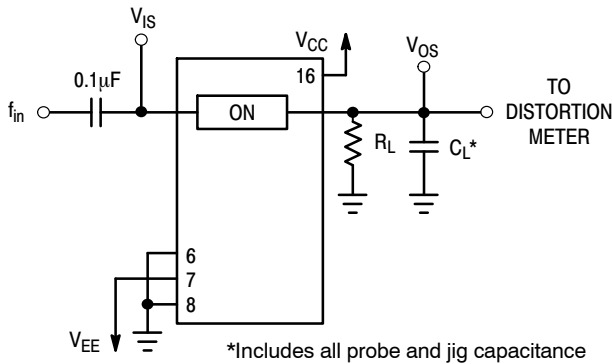 V_IS
V_CC
V_OS
0.1μF
16
f_in
ON
R_L
C_L*
TO
DISTORTION
METER
6
7
8
V_EE
*Includes all probe and jig capacitance